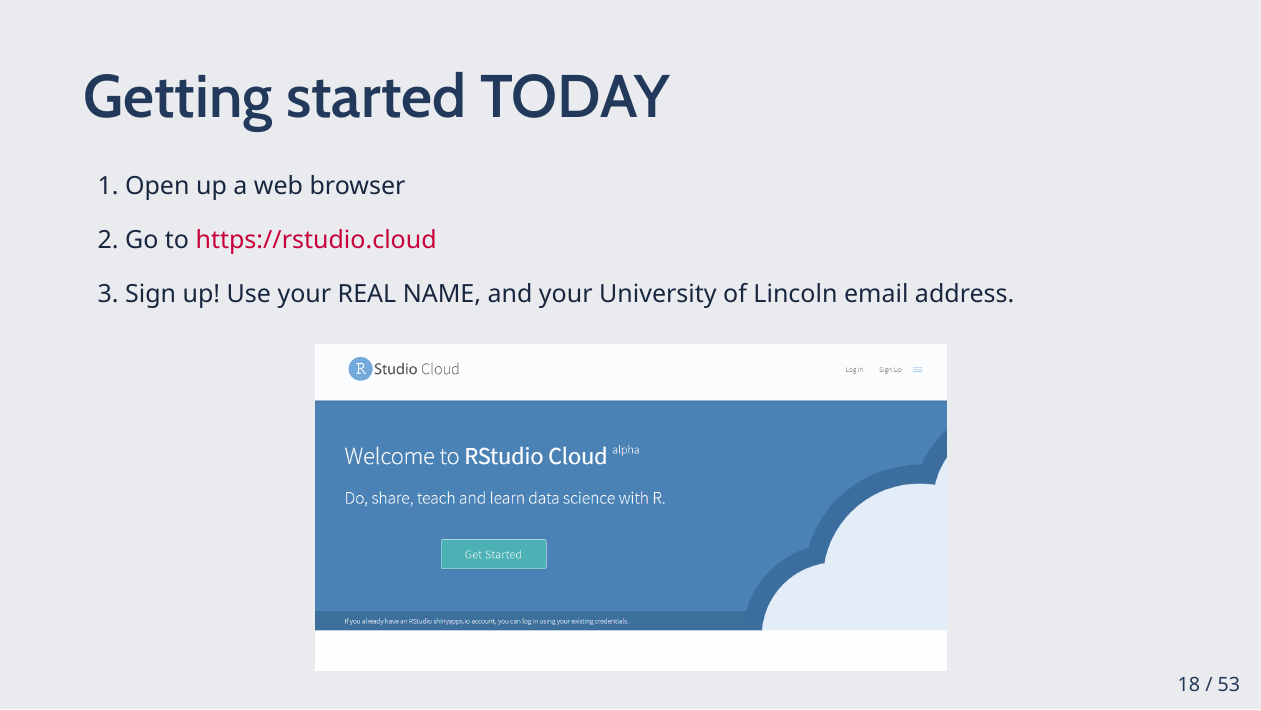 Getting started TODAY
1. Open up a web browser
2. Go to https://rstudio.cloud
3. Sign up! Use your REAL NAME, and your University of Lincoln email address.
R Studio Cloud
Log In Sign Up
Welcome to RStudio Cloud alpha
Do, share, teach and learn data science with R.
Get Started
If you already have an RStudio shinyapps.io account, you can log in using your existing credentials.
18 / 53